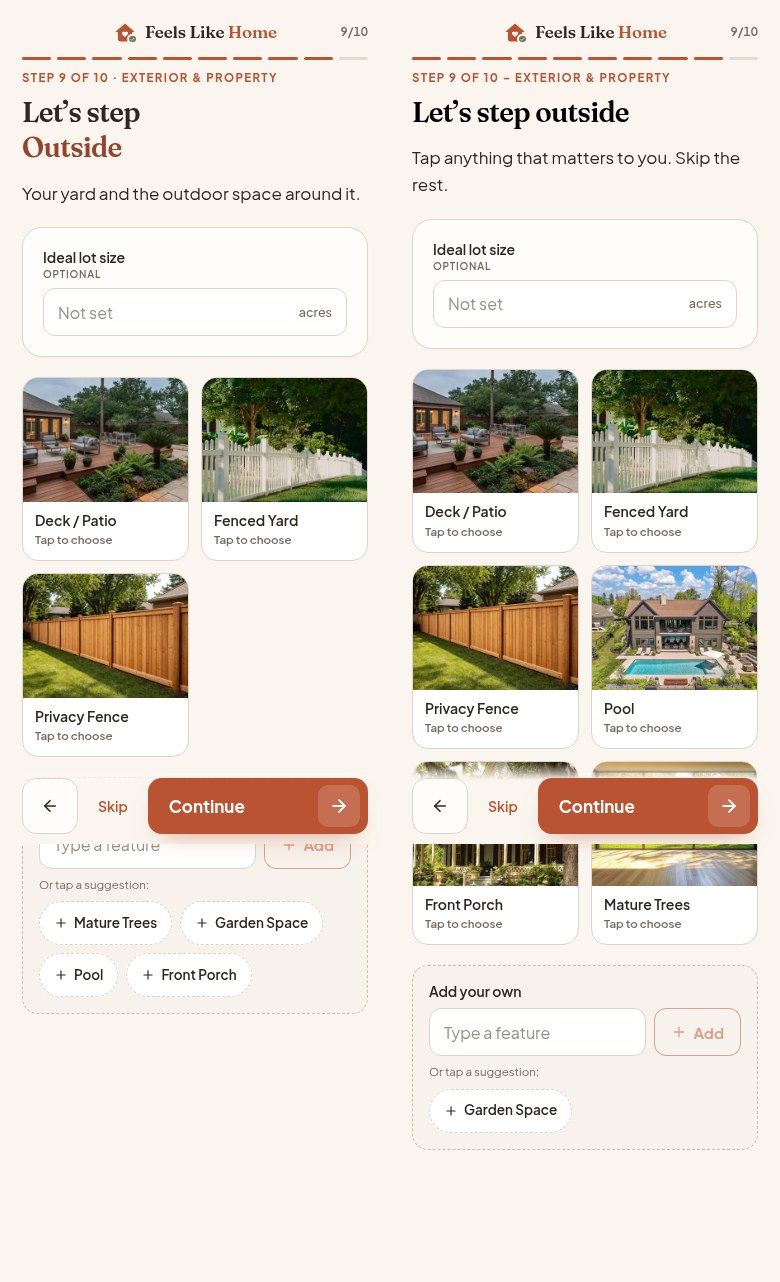 Feels Like Home
9/10
STEP 9 OF 10 · EXTERIOR & PROPERTY
Let’s step
Outside
Your yard and the outdoor space around it.
Ideal lot size
OPTIONAL
Not set
acres
Deck / Patio
Tap to choose
Fenced Yard
Tap to choose
Privacy Fence
Tap to choose
Skip
Continue
Type a feature
+ Add
Or tap a suggestion:
+ Mature Trees
+ Garden Space
+ Pool
+ Front Porch
Feels Like Home
9/10
STEP 9 OF 10 – EXTERIOR & PROPERTY
Let’s step outside
Tap anything that matters to you. Skip the
rest.
Ideal lot size
OPTIONAL
Not set
acres
Deck / Patio
Tap to choose
Fenced Yard
Tap to choose
Privacy Fence
Tap to choose
Pool
Tap to choose
Skip
Continue
Front Porch
Tap to choose
Mature Trees
Tap to choose
Add your own
Type a feature
+ Add
Or tap a suggestion:
+ Garden Space